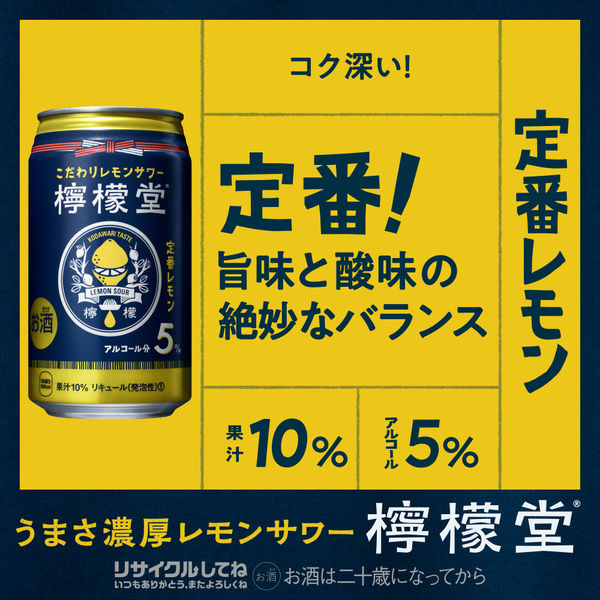 コク深い!
定番!
旨味と酸味の
絶妙なバランス
果汁10%
アルコール5%
定番レモン
こだわりレモンサワー
檸檬堂®
KODAWARI TASTE
LEMON SOUR
檸檬
定番レモン
お酒
さけ
アルコール分 5%
果汁10% リキュール(発泡性)①
うまさ濃厚レモンサワー 檸檬堂®
リサイクルしてね
いつもありがとう。またよろしくね
お酒 お酒は二十歳になってから